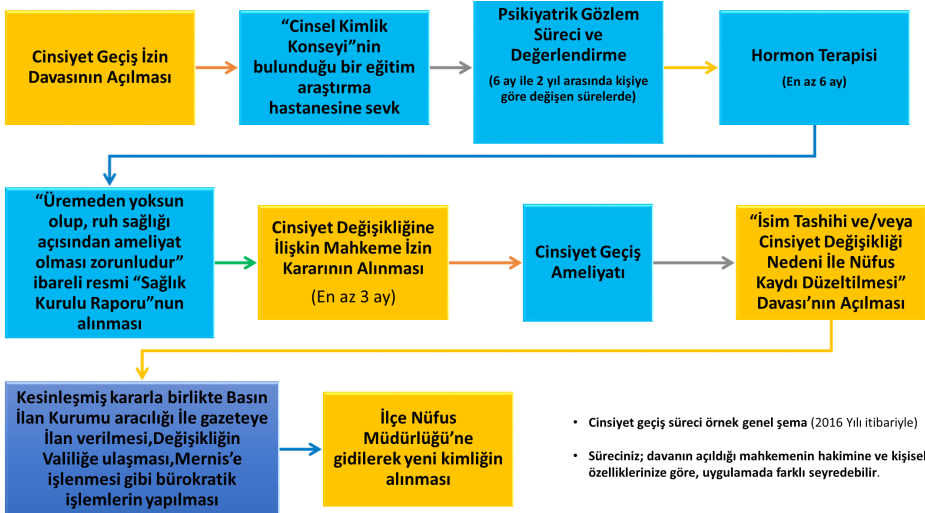 Cinsiyet Geçiş İzin
Davasının Açılması
“Cinsel Kimlik
Konseyi”nin
bulunduğu bir eğitim
araştırma
hastanesine sevk
Psikiyatrik Gözlem
Süreci ve
Değerlendirme
(6 ay ile 2 yıl arasında kişiye
göre değişen sürelerde)
Hormon Terapisi
(En az 6 ay)
“Üremeden yoksun
olup, ruh sağlığı
açısından ameliyat
olması zorunludur”
ibareli resmi “Sağlık
Kurulu Raporu”nun
alınması
Cinsiyet Değişikliğine
İlişkin Mahkeme İzin
Kararının Alınması
(En az 3 ay)
Cinsiyet Geçiş
Ameliyatı
“İsim Tashihi ve/veya
Cinsiyet Değişikliği
Nedeni İle Nüfus
Kaydı Düzeltilmesi”
Davası’nın Açılması
Kesinleşmiş kararla birlikte Basın
İlan Kurumu aracılığı İle gazeteye
İlan verilmesi,Değişikliğin
Valiliğe ulaşması,Mernis’e
işlenmesi gibi bürokratik
işlemlerin yapılması
İlçe Nüfus
Müdürlüğü’ne
gidilerek yeni kimliğin
alınması
• Cinsiyet geçiş süreci örnek genel şema (2016 Yılı itibariyle)
• Süreciniz; davanın açıldığı mahkemenin hakimine ve kişisel
özelliklerinize göre, uygulamada farklı seyredebilir.